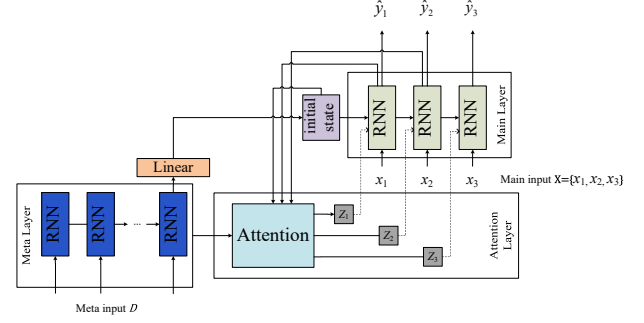 ŷ₁ ŷ₂ ŷ₃
Main Layer
RNN
RNN
RNN
initial
state
x₁ x₂ x₃
Main input X={x₁, x₂, x₃}
Linear
Meta Layer
RNN
RNN
...
RNN
Attention
Z₁
Z₂
Z₃
Attention
Layer
Meta input D